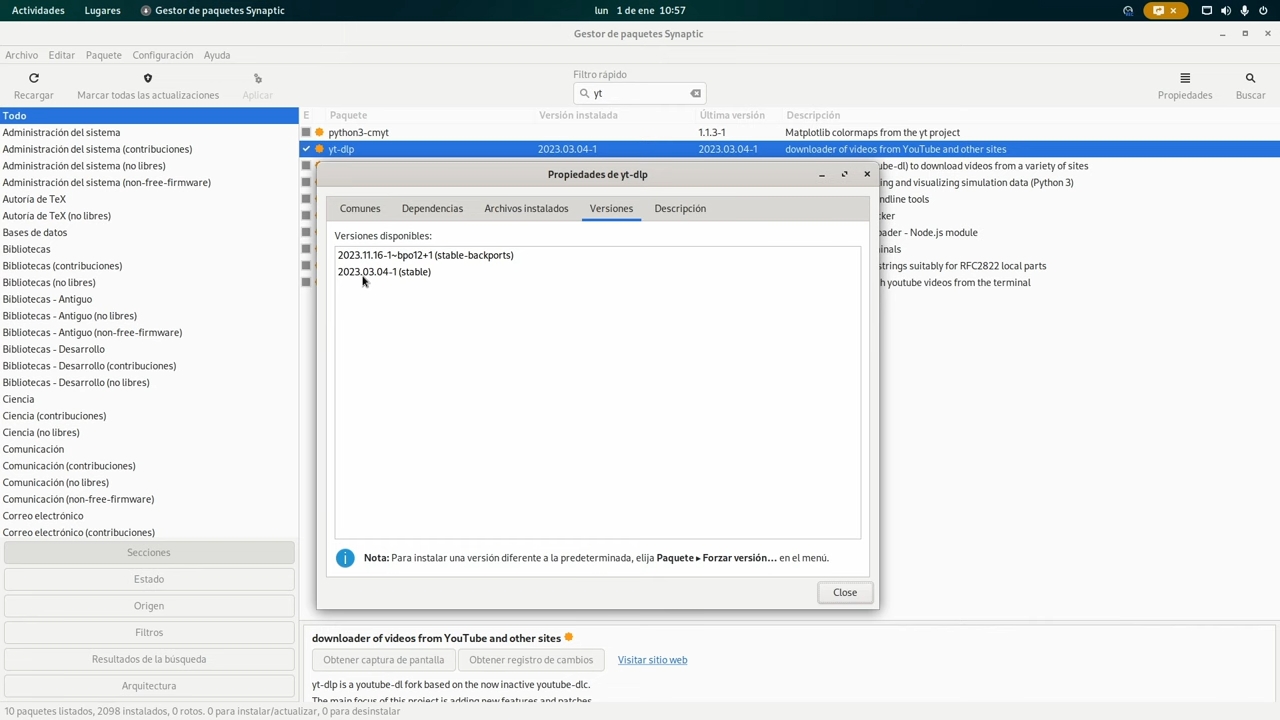 Actividades Lugares Gestor de paquetes Synaptic lun 1 de ene 10:57
Gestor de paquetes Synaptic
Archivo Editar Paquete Configuración Ayuda
Recargar Marcar todas las actualizaciones Aplicar Filtro rápido yt Propiedades Buscar
E Paquete Versión instalada Última versión Descripción
python3-cmyt 1.1.3-1 Matplotlib colormaps from the yt project
yt-dlp 2023.03.04-1 2023.03.04-1 downloader of videos from YouTube and other sites
ube-dl) to download videos from a variety of sites
ing and visualizing simulation data (Python 3)
ndline tools
cker
ader - Node.js module
inals
strings suitably for RFC2822 local parts
h youtube videos from the terminal
Todo
Administración del sistema
Administración del sistema (contribuciones)
Administración del sistema (no libres)
Administración del sistema (non-free-firmware)
Autoría de TeX
Autoría de TeX (no libres)
Bases de datos
Bibliotecas
Bibliotecas (contribuciones)
Bibliotecas (no libres)
Bibliotecas - Antiguo
Bibliotecas - Antiguo (no libres)
Bibliotecas - Antiguo (non-free-firmware)
Bibliotecas - Desarrollo
Bibliotecas - Desarrollo (contribuciones)
Bibliotecas - Desarrollo (no libres)
Ciencia
Ciencia (contribuciones)
Ciencia (no libres)
Comunicación
Comunicación (contribuciones)
Comunicación (no libres)
Comunicación (non-free-firmware)
Correo electrónico
Correo electrónico (contribuciones)
Secciones
Estado
Origen
Filtros
Resultados de la búsqueda
Arquitectura
Propiedades de yt-dlp
Comunes Dependencias Archivos instalados Versiones Descripción
Versiones disponibles:
2023.11.16-1~bpo12+1 (stable-backports)
2023.03.04-1 (stable)
Nota: Para instalar una versión diferente a la predeterminada, elija Paquete ▸ Forzar versión... en el menú.
Close
downloader of videos from YouTube and other sites
Obtener captura de pantalla Obtener registro de cambios Visitar sitio web
yt-dlp is a youtube-dl fork based on the now inactive youtube-dlc.
The main focus of this project is adding new features and patches
10 paquetes listados, 2098 instalados, 0 rotos. 0 para instalar/actualizar, 0 para desinstalar